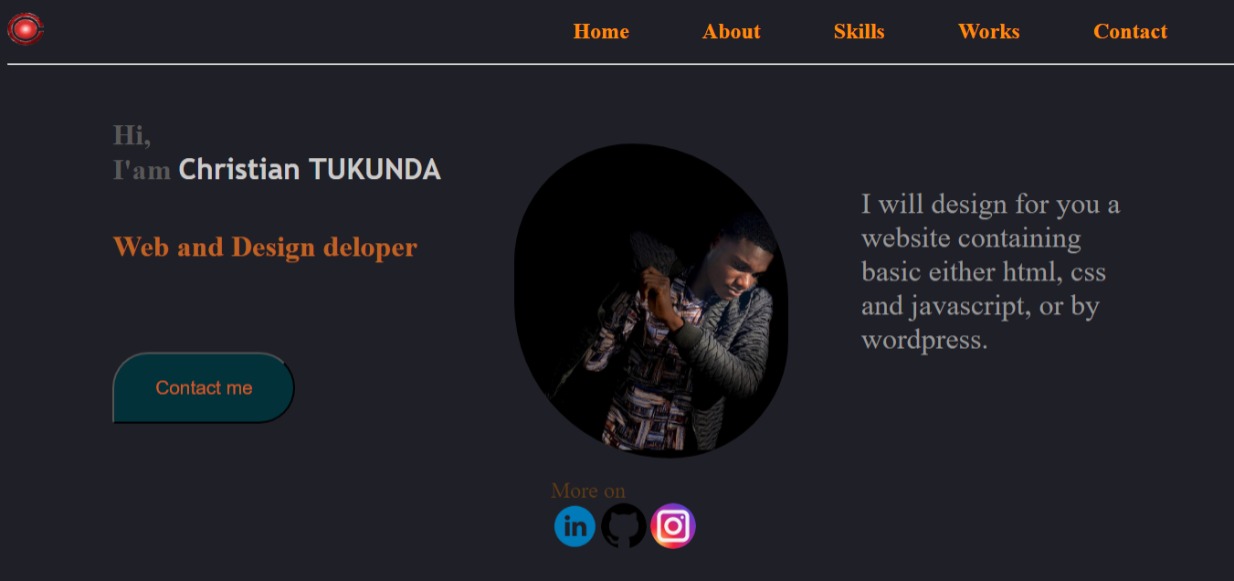 Home About Skills Works Contact
Hi,
I'am Christian TUKUNDA
Web and Design deloper
Contact me
I will design for you a
website containing
basic either html, css
and javascript, or by
wordpress.
More on
in